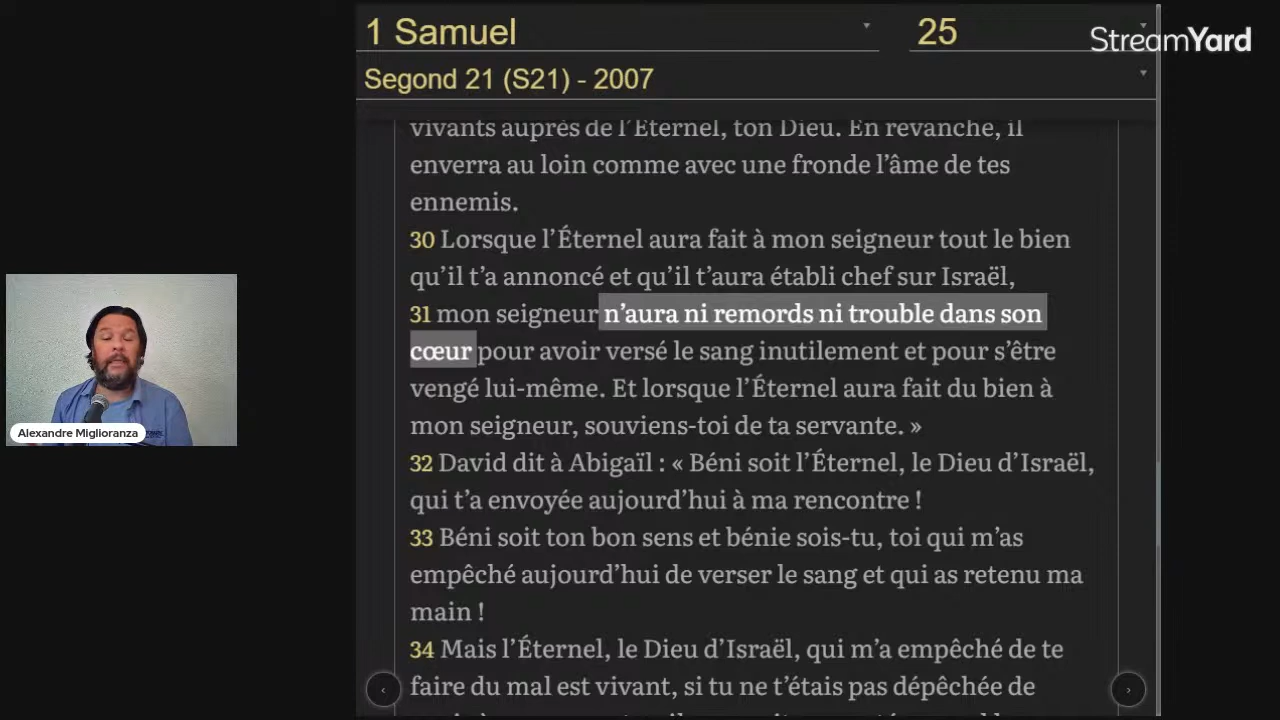 1 Samuel
25
StreamYard
Segond 21 (S21) - 2007
vivants auprès de l’Éternel, ton Dieu. En revanche, il
enverra au loin comme avec une fronde l’âme de tes
ennemis.
30 Lorsque l’Éternel aura fait à mon seigneur tout le bien
qu’il t’a annoncé et qu’il t’aura établi chef sur Israël,
31 mon seigneur n’aura ni remords ni trouble dans son
cœur pour avoir versé le sang inutilement et pour s’être
vengé lui-même. Et lorsque l’Éternel aura fait du bien à
mon seigneur, souviens-toi de ta servante. »
32 David dit à Abigaïl : « Béni soit l’Éternel, le Dieu d’Israël,
qui t’a envoyée aujourd’hui à ma rencontre !
33 Béni soit ton bon sens et bénie sois-tu, toi qui m’as
empêché aujourd’hui de verser le sang et qui as retenu ma
main !
34 Mais l’Éternel, le Dieu d’Israël, qui m’a empêché de te
faire du mal est vivant, si tu ne t’étais pas dépêchée de
Alexandre Miglioranza